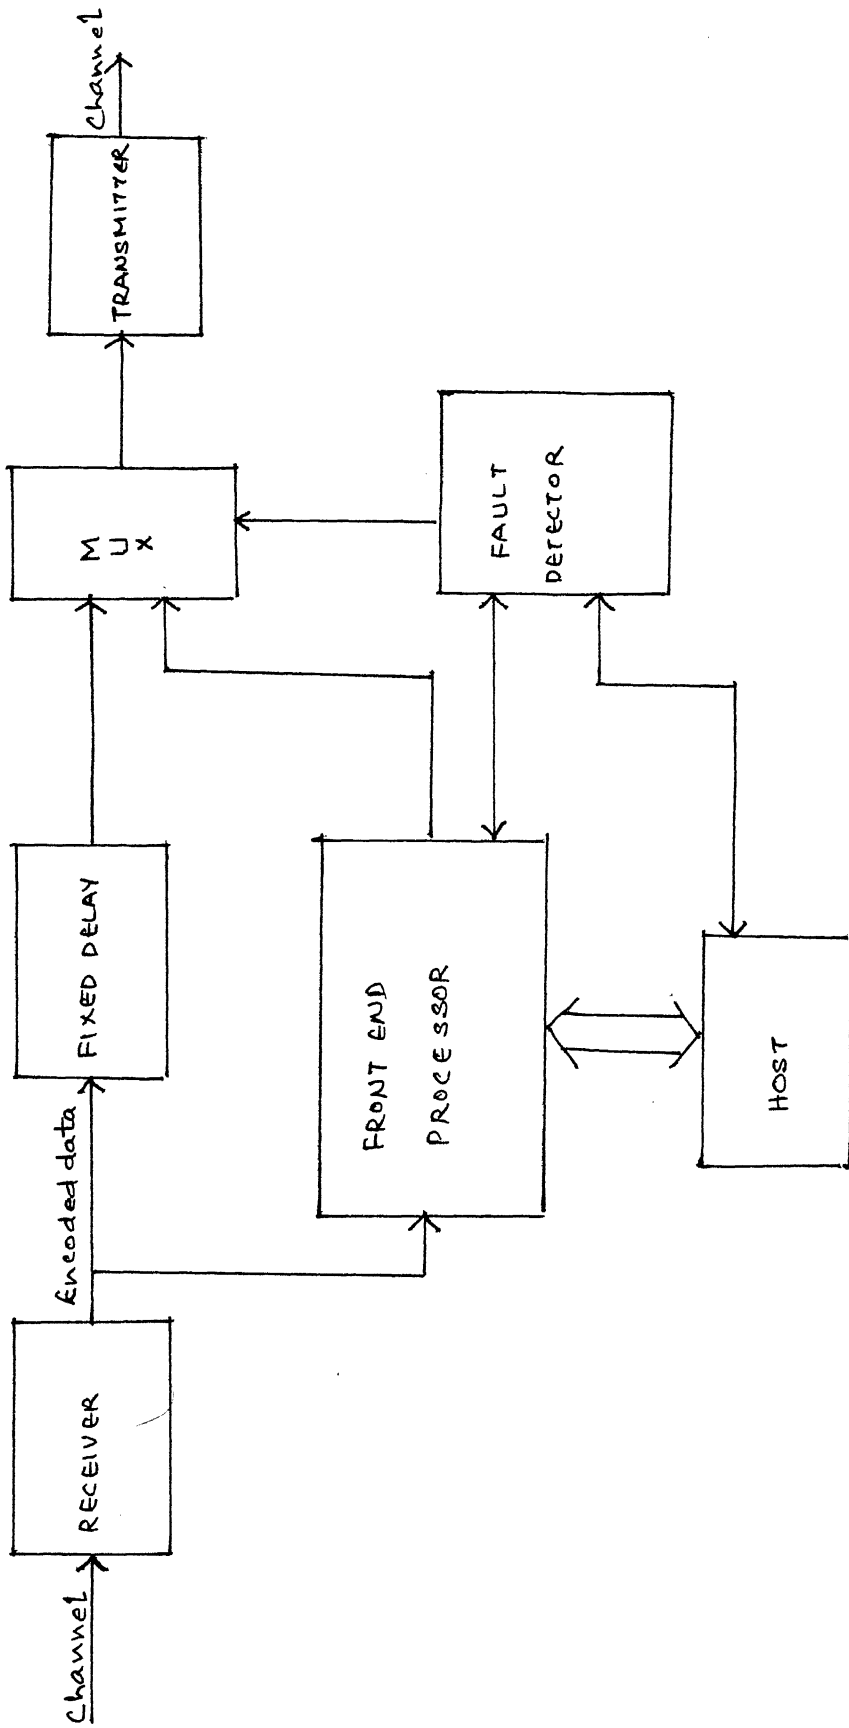 Channel
RECEIVER
Encoded data
FIXED DELAY
M
U
X
TRANSMITTER
Channel
FRONT END
PROCESSOR
FAULT
DETECTOR
HOST